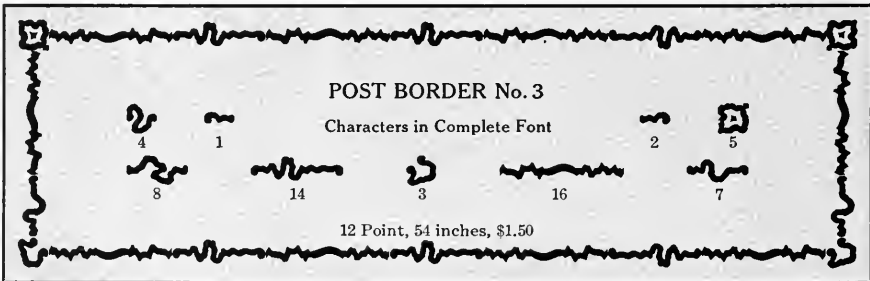 POST BORDER No. 3
Characters in Complete Font
4 1 2 5
8 14 3 16 7
12 Point, 54 inches, $1.50